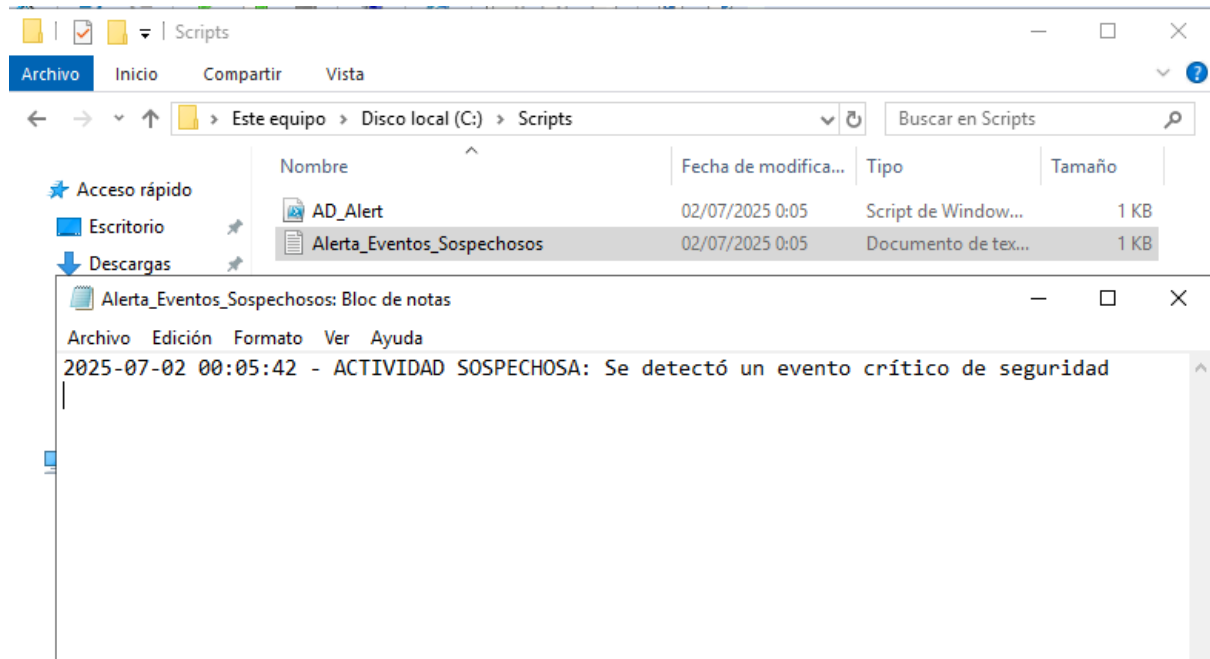 Scripts
Archivo Inicio Compartir Vista
Este equipo > Disco local (C:) > Scripts Buscar en Scripts
Nombre Fecha de modifica... Tipo Tamaño
Acceso rápido
AD_Alert 02/07/2025 0:05 Script de Window... 1 KB
Escritorio
Alerta_Eventos_Sospechosos 02/07/2025 0:05 Documento de tex... 1 KB
Descargas
Alerta_Eventos_Sospechosos: Bloc de notas
Archivo Edición Formato Ver Ayuda
2025-07-02 00:05:42 - ACTIVIDAD SOSPECHOSA: Se detectó un evento crítico de seguridad